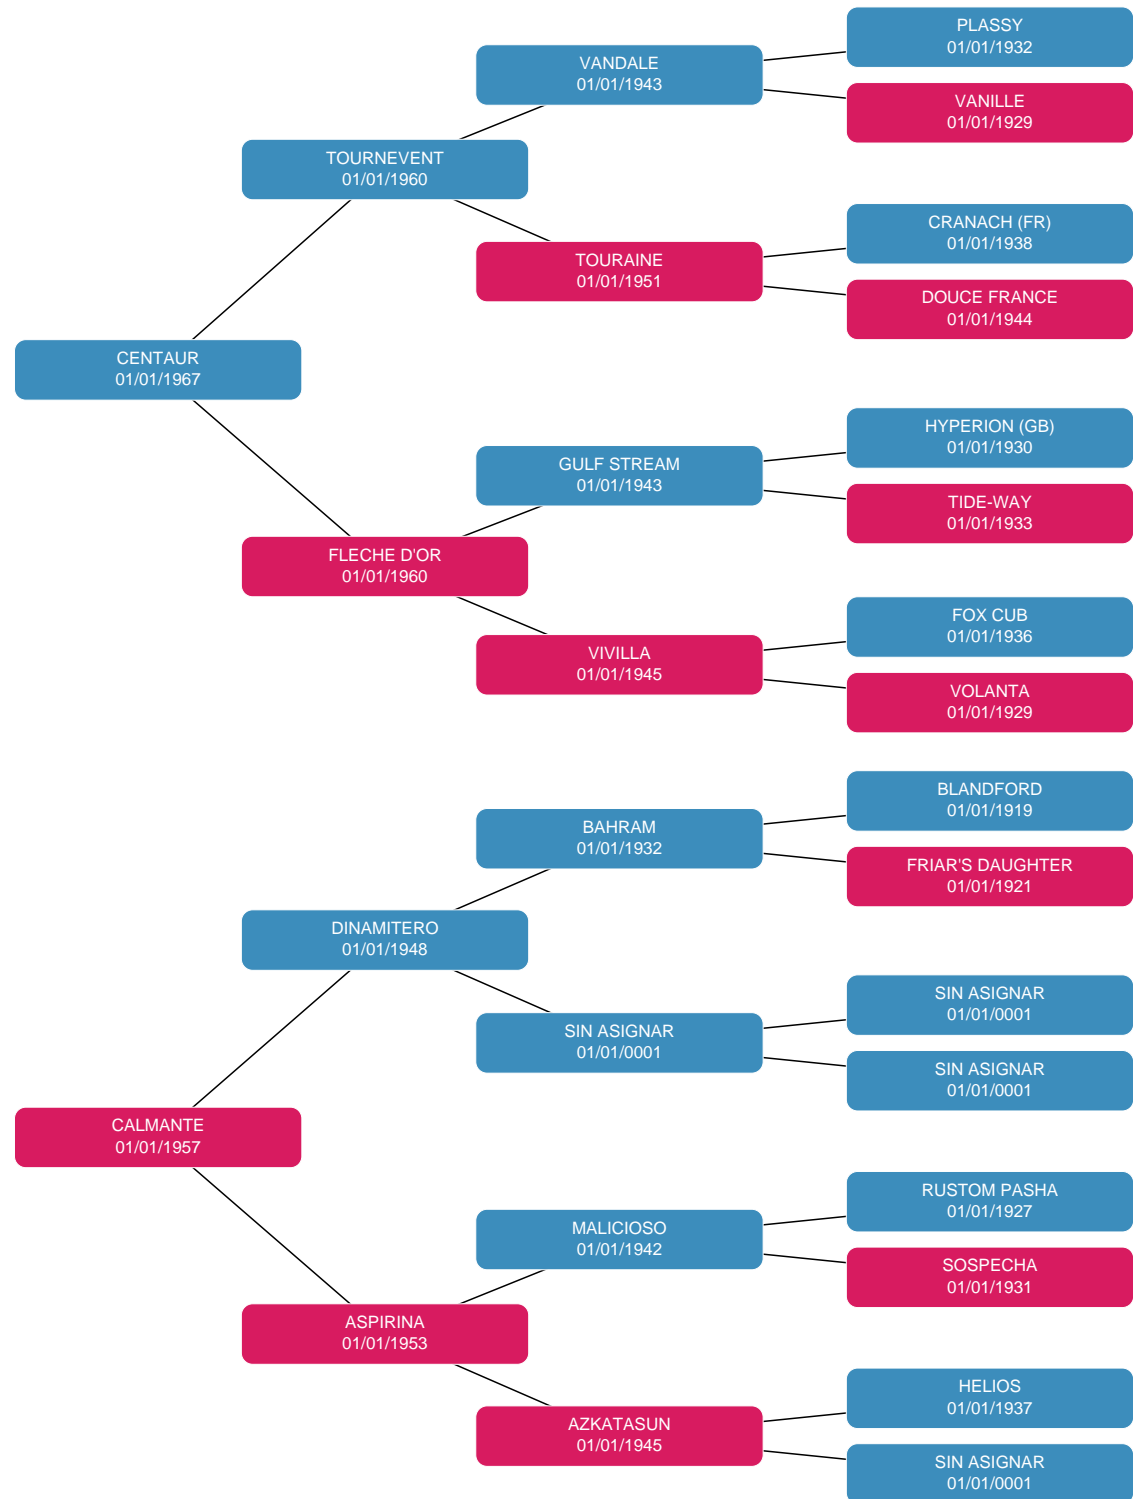 PLASSY
01/01/1932
VANDALE
01/01/1943
VANILLE
01/01/1929
TOURNEVENT
01/01/1960
CRANACH (FR)
01/01/1938
TOURAINE
01/01/1951
DOUCE FRANCE
01/01/1944
CENTAUR
01/01/1967
HYPERION (GB)
01/01/1930
GULF STREAM
01/01/1943
TIDE-WAY
01/01/1933
FLECHE D'OR
01/01/1960
FOX CUB
01/01/1936
VIVILLA
01/01/1945
VOLANTA
01/01/1929
BLANDFORD
01/01/1919
BAHRAM
01/01/1932
FRIAR'S DAUGHTER
01/01/1921
DINAMITERO
01/01/1948
SIN ASIGNAR
01/01/0001
SIN ASIGNAR
01/01/0001
SIN ASIGNAR
01/01/0001
CALMANTE
01/01/1957
RUSTOM PASHA
01/01/1927
MALICIOSO
01/01/1942
SOSPECHA
01/01/1931
ASPIRINA
01/01/1953
HELIOS
01/01/1937
AZKATASUN
01/01/1945
SIN ASIGNAR
01/01/0001